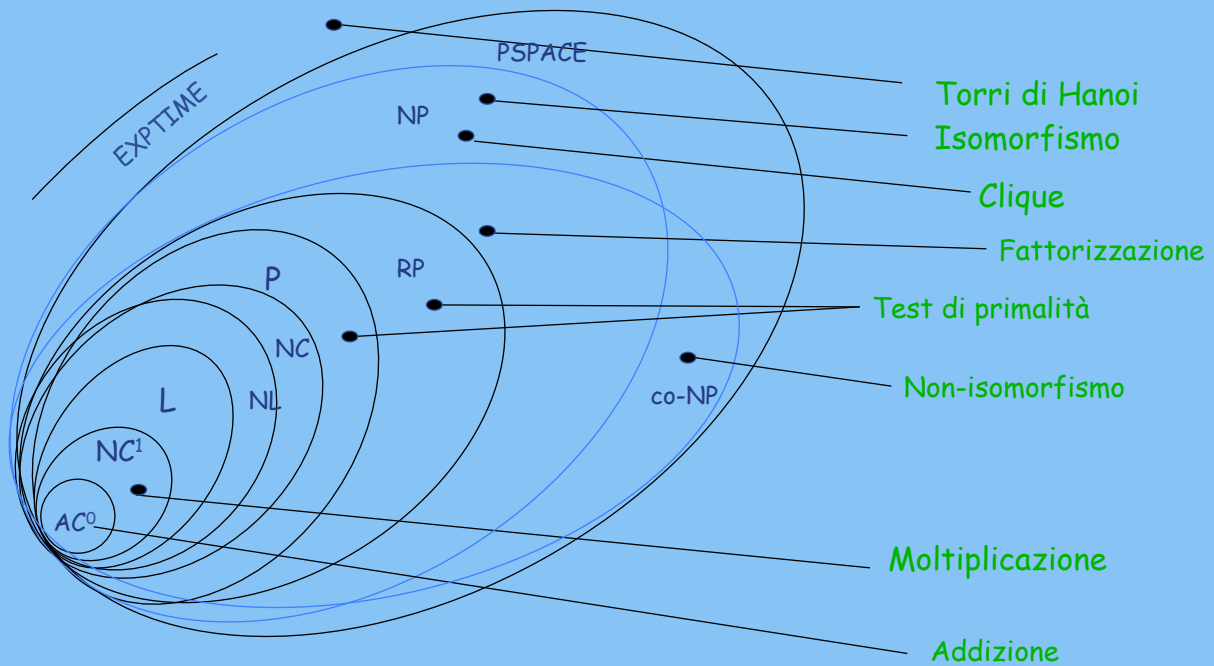 PSPACE
EXPTIME
NP
Torri di Hanoi
Isomorfismo
Clique
Fattorizzazione
RP
P
Test di primalità
NC
Non-isomorfismo
co-NP
NL
L
NC¹
AC⁰
Moltiplicazione
Addizione